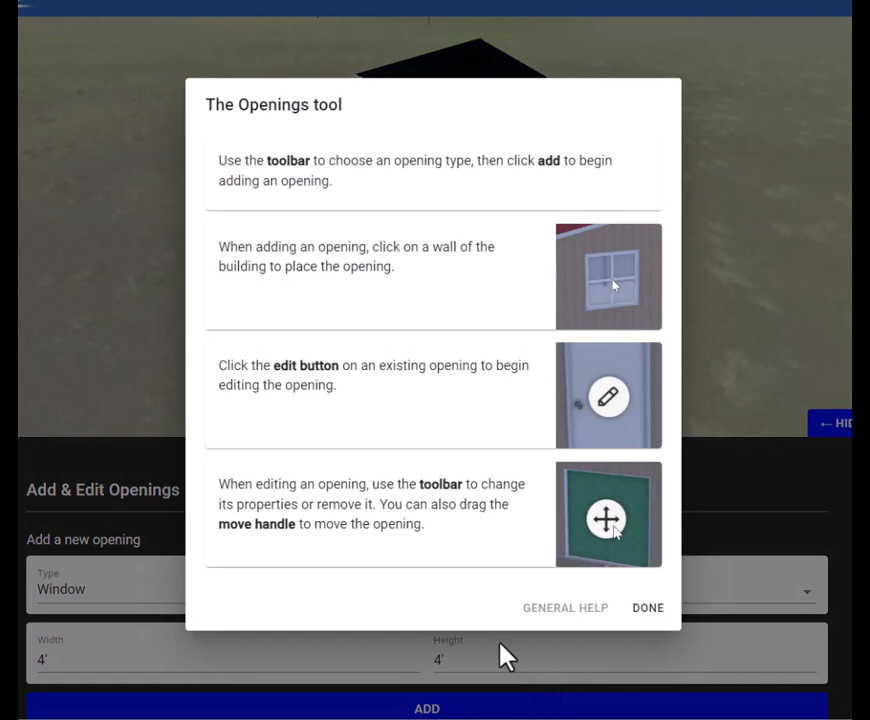 The Openings tool
Use the toolbar to choose an opening type, then click add to begin
adding an opening.
When adding an opening, click on a wall of the
building to place the opening.
Click the edit button on an existing opening to begin
editing the opening.
When editing an opening, use the toolbar to change
its properties or remove it. You can also drag the
move handle to move the opening.
GENERAL HELP DONE
← HID
Add & Edit Openings
Add a new opening
Type
Window
Width Height
4' 4'
ADD